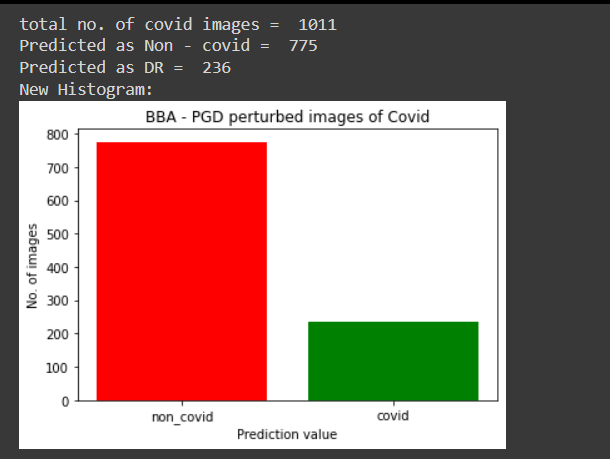 total no. of covid images =  1011
Predicted as Non - covid =  775
Predicted as DR =  236
New Histogram:
BBA - PGD perturbed images of Covid
800
700
600
500
400
300
200
100
0
No. of images
non_covid
covid
Prediction value